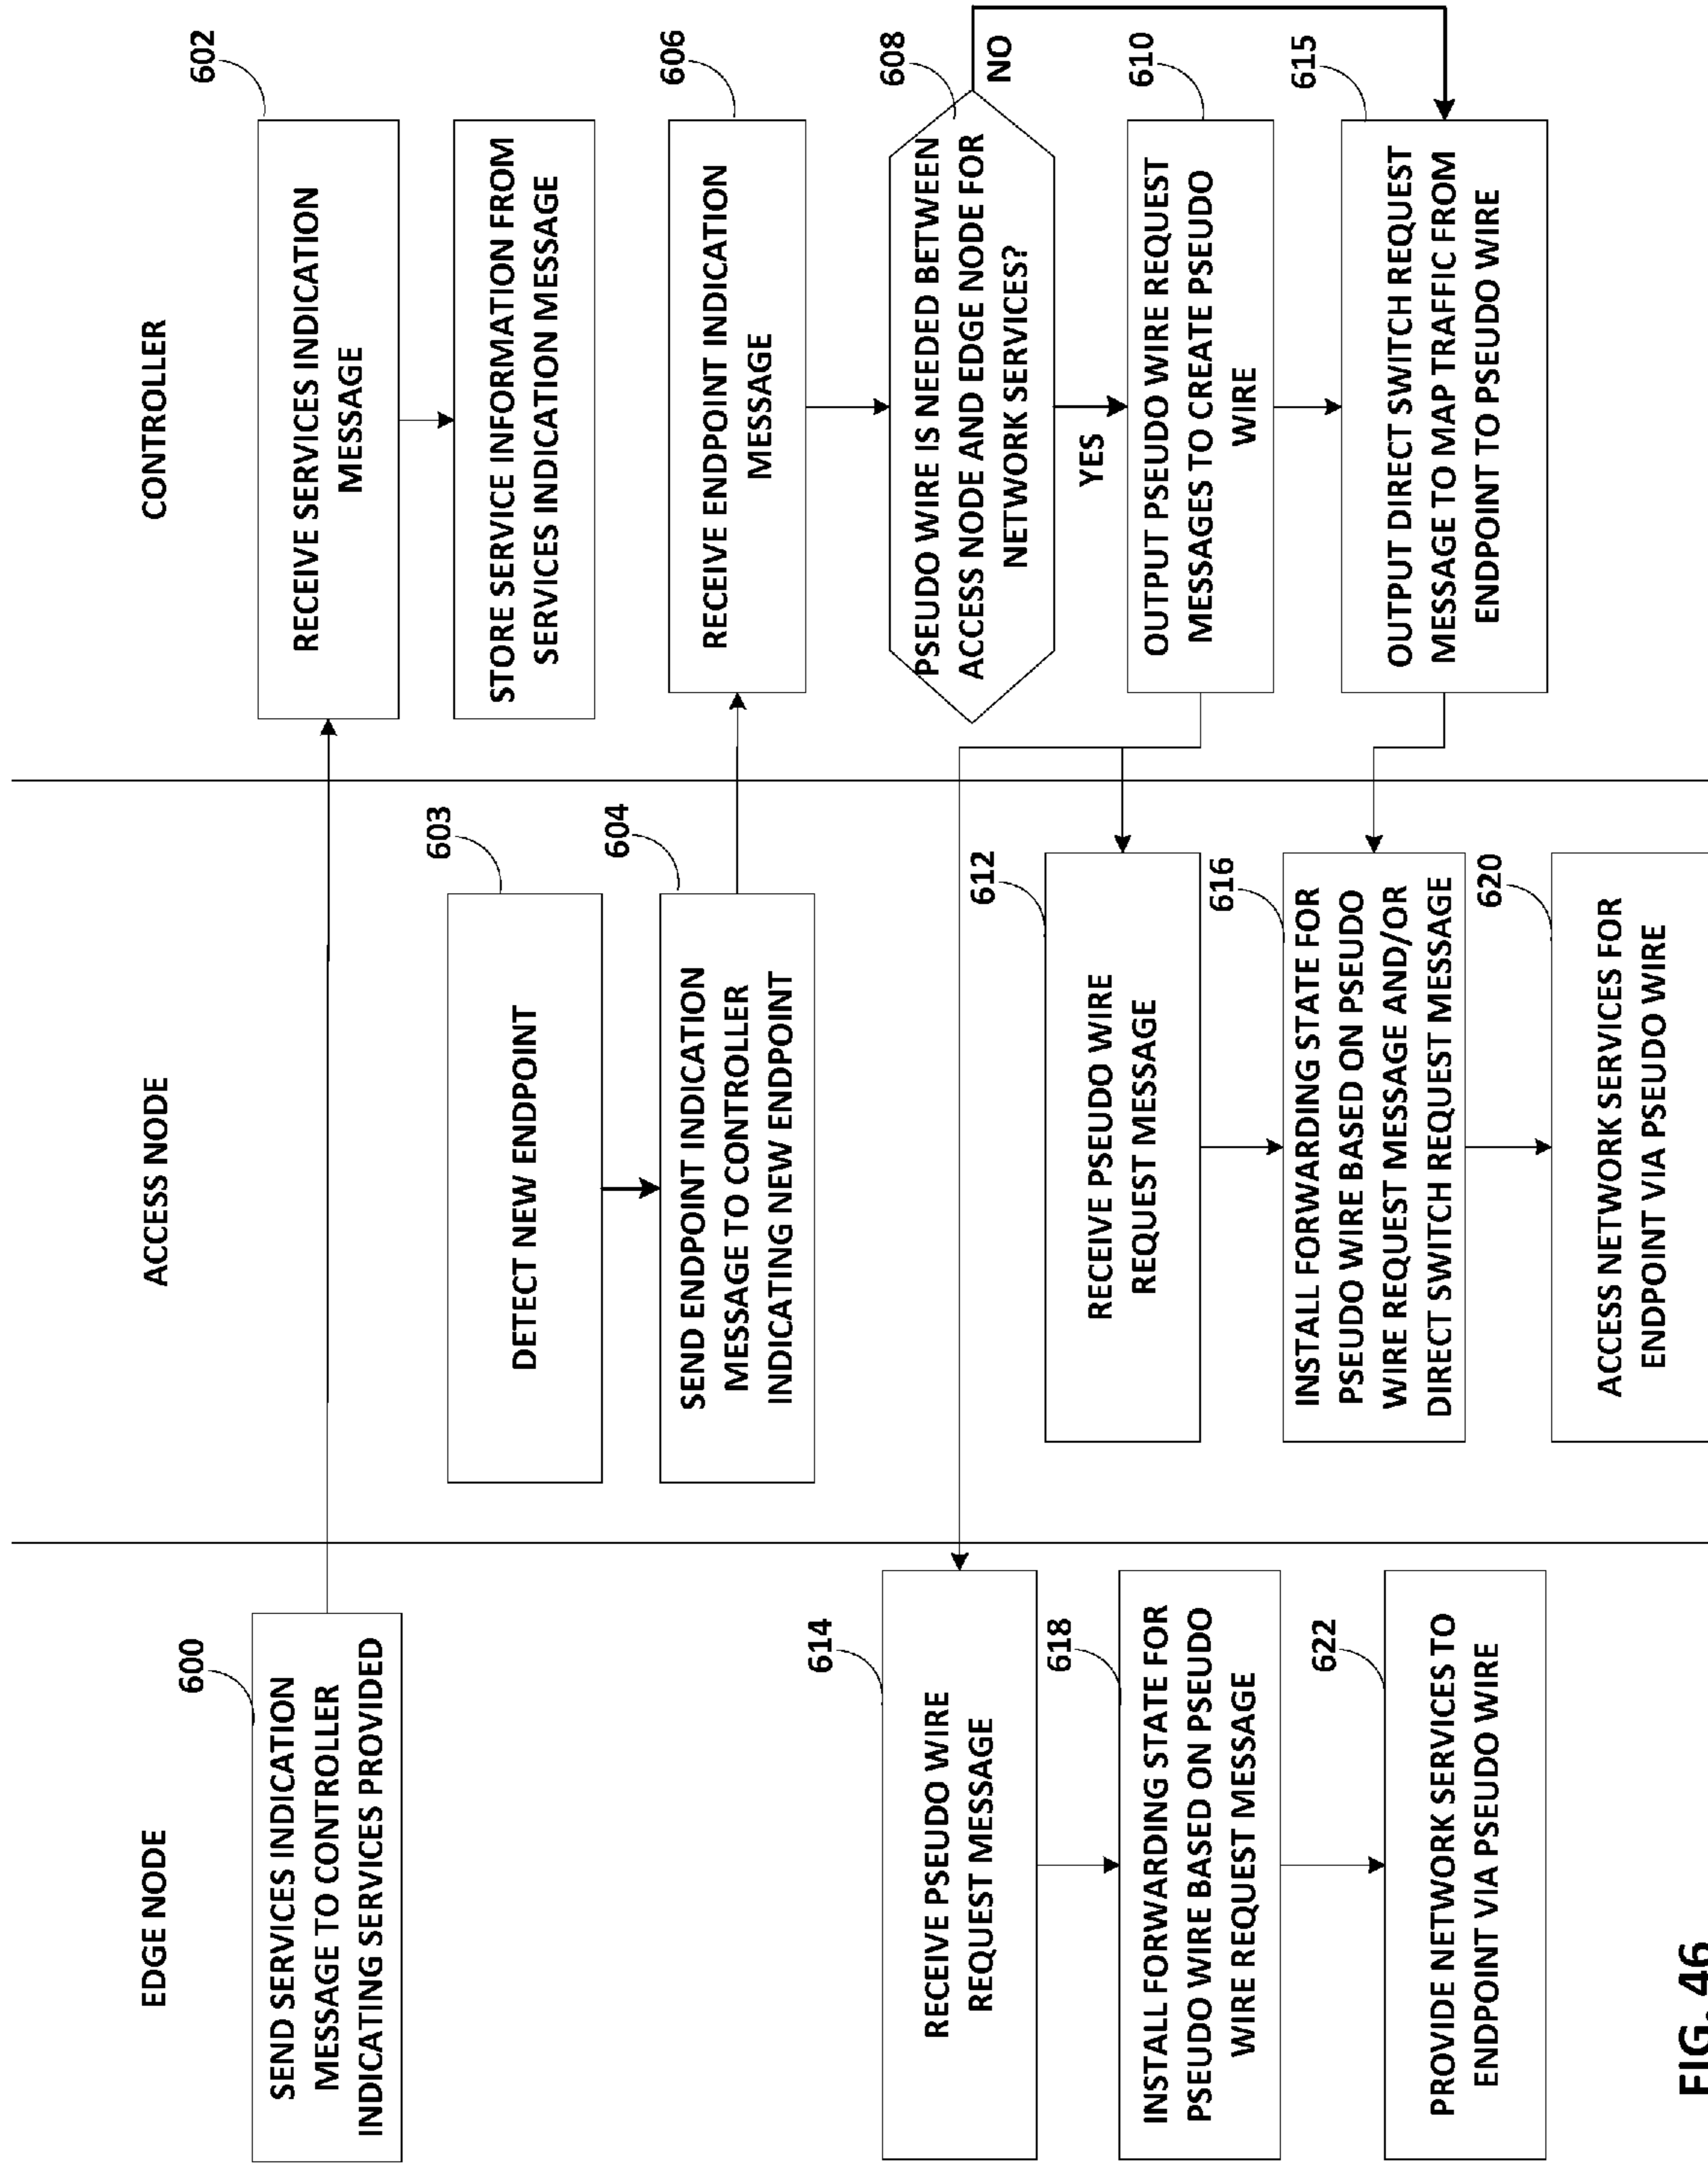 EDGE NODE
ACCESS NODE
CONTROLLER
600
SEND SERVICES INDICATION
MESSAGE TO CONTROLLER
INDICATING SERVICES PROVIDED
602
RECEIVE SERVICES INDICATION
MESSAGE
STORE SERVICE INFORMATION FROM
SERVICES INDICATION MESSAGE
603
DETECT NEW ENDPOINT
604
SEND ENDPOINT INDICATION
MESSAGE TO CONTROLLER
INDICATING NEW ENDPOINT
606
RECEIVE ENDPOINT INDICATION
MESSAGE
608
PSEUDO WIRE IS NEEDED BETWEEN
ACCESS NODE AND EDGE NODE FOR
NETWORK SERVICES?
NO
YES
610
OUTPUT PSEUDO WIRE REQUEST
MESSAGES TO CREATE PSEUDO
WIRE
612
RECEIVE PSEUDO WIRE
REQUEST MESSAGE
614
RECEIVE PSEUDO WIRE
REQUEST MESSAGE
615
OUTPUT DIRECT SWITCH REQUEST
MESSAGE TO MAP TRAFFIC FROM
ENDPOINT TO PSEUDO WIRE
616
INSTALL FORWARDING STATE FOR
PSEUDO WIRE BASED ON PSEUDO
WIRE REQUEST MESSAGE AND/OR
DIRECT SWITCH REQUEST MESSAGE
618
INSTALL FORWARDING STATE FOR
PSEUDO WIRE BASED ON PSEUDO
WIRE REQUEST MESSAGE
620
ACCESS NETWORK SERVICES FOR
ENDPOINT VIA PSEUDO WIRE
622
PROVIDE NETWORK SERVICES TO
ENDPOINT VIA PSEUDO WIRE
FIG. 46